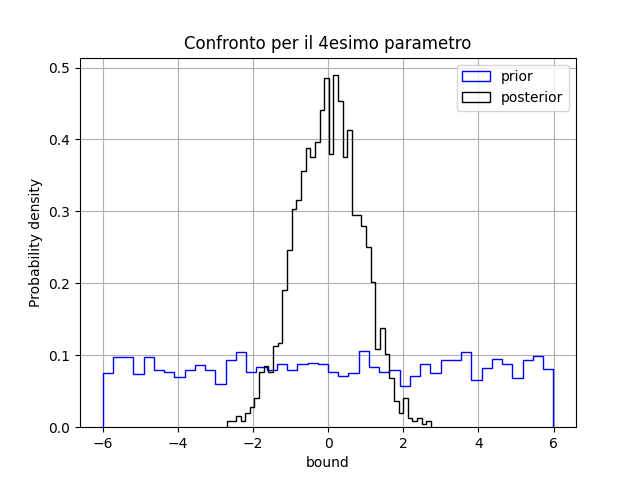 Confronto per il 4esimo parametro
prior
posterior
0.5
0.4
0.3
0.2
0.1
0.0
Probability density
−6
−4
−2
0
2
4
6
bound